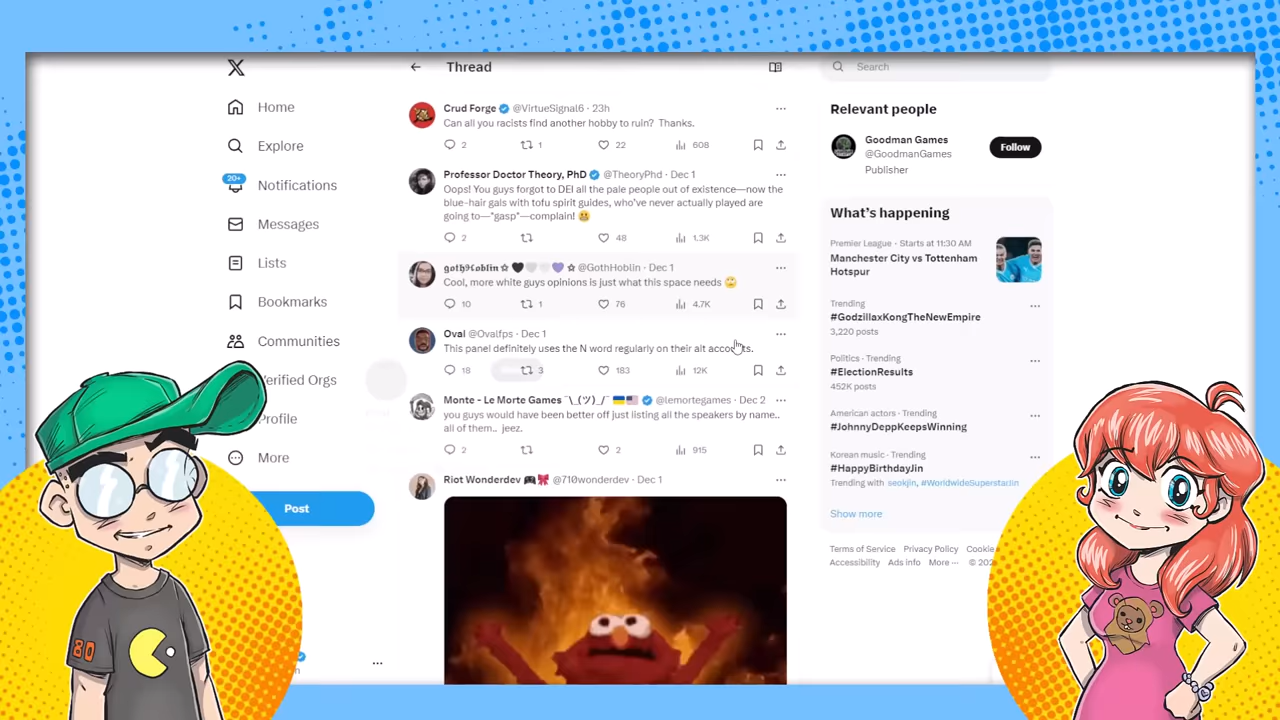 Home
Explore
20+
Notifications
Messages
Lists
Bookmarks
Communities
Verified Orgs
Profile
More
Post
Thread
Crud Forge @VirtueSignal6 · 23h
Can all you racists find another hobby to ruin? Thanks.
2 1 22 608
Professor Doctor Theory, PhD @TheoryPhd · Dec 1
Oops! You guys forgot to DEI all the pale people out of existence—now the
blue-hair gals with tofu spirit guides, who've never actually played are
going to—"gasp"—complain! 😬
2 48 1.3K
𝖌𝖔𝖙𝖍ℌ𝖔𝖇𝖑𝖎𝖓 ☆ 🖤🤍🤍💜 ☆ @GothHoblin · Dec 1
Cool, more white guys opinions is just what this space needs 🙄
10 1 76 4.7K
Oval @Ovalfps · Dec 1
This panel definitely uses the N word regularly on their alt accounts.
18 3 183 12K
Monte - Le Morte Games ¯\_(ツ)_/¯ 🇺🇦🇺🇸 @lemortegames · Dec 2
you guys would have been better off just listing all the speakers by name..
all of them.. jeez.
2 2 915
Riot Wonderdev 🎮🎀 @710wonderdev · Dec 1
Search
Relevant people
Goodman Games
@GoodmanGames
Publisher
Follow
What's happening
Premier League · Starts at 11:30 AM
Manchester City vs Tottenham
Hotspur
Trending
#GodzillaxKongTheNewEmpire
3,220 posts
Politics · Trending
#ElectionResults
452K posts
American actors · Trending
#JohnnyDeppKeepsWinning
Korean music · Trending
#HappyBirthdayJin
Trending with seokjin, #WorldwideSuperstarJin
Show more
Terms of Service Privacy Policy Cookie
Accessibility Ads info More ··· © 202
80